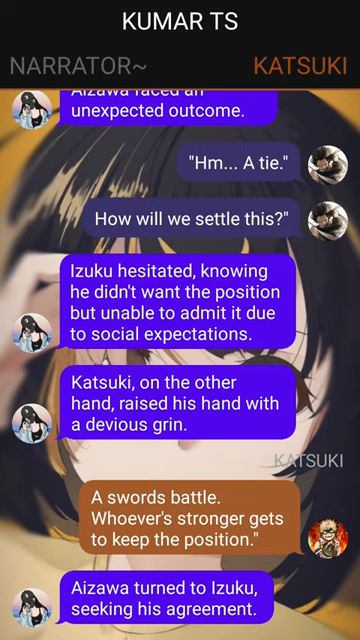 KUMAR TS
NARRATOR~
KATSUKI
Aizawa faced an
unexpected outcome.
"Hm... A tie."
How will we settle this?"
Izuku hesitated, knowing
he didn't want the position
but unable to admit it due
to social expectations.
Katsuki, on the other
hand, raised his hand with
a devious grin.
KATSUKI
A swords battle.
Whoever's stronger gets
to keep the position."
Aizawa turned to Izuku,
seeking his agreement.